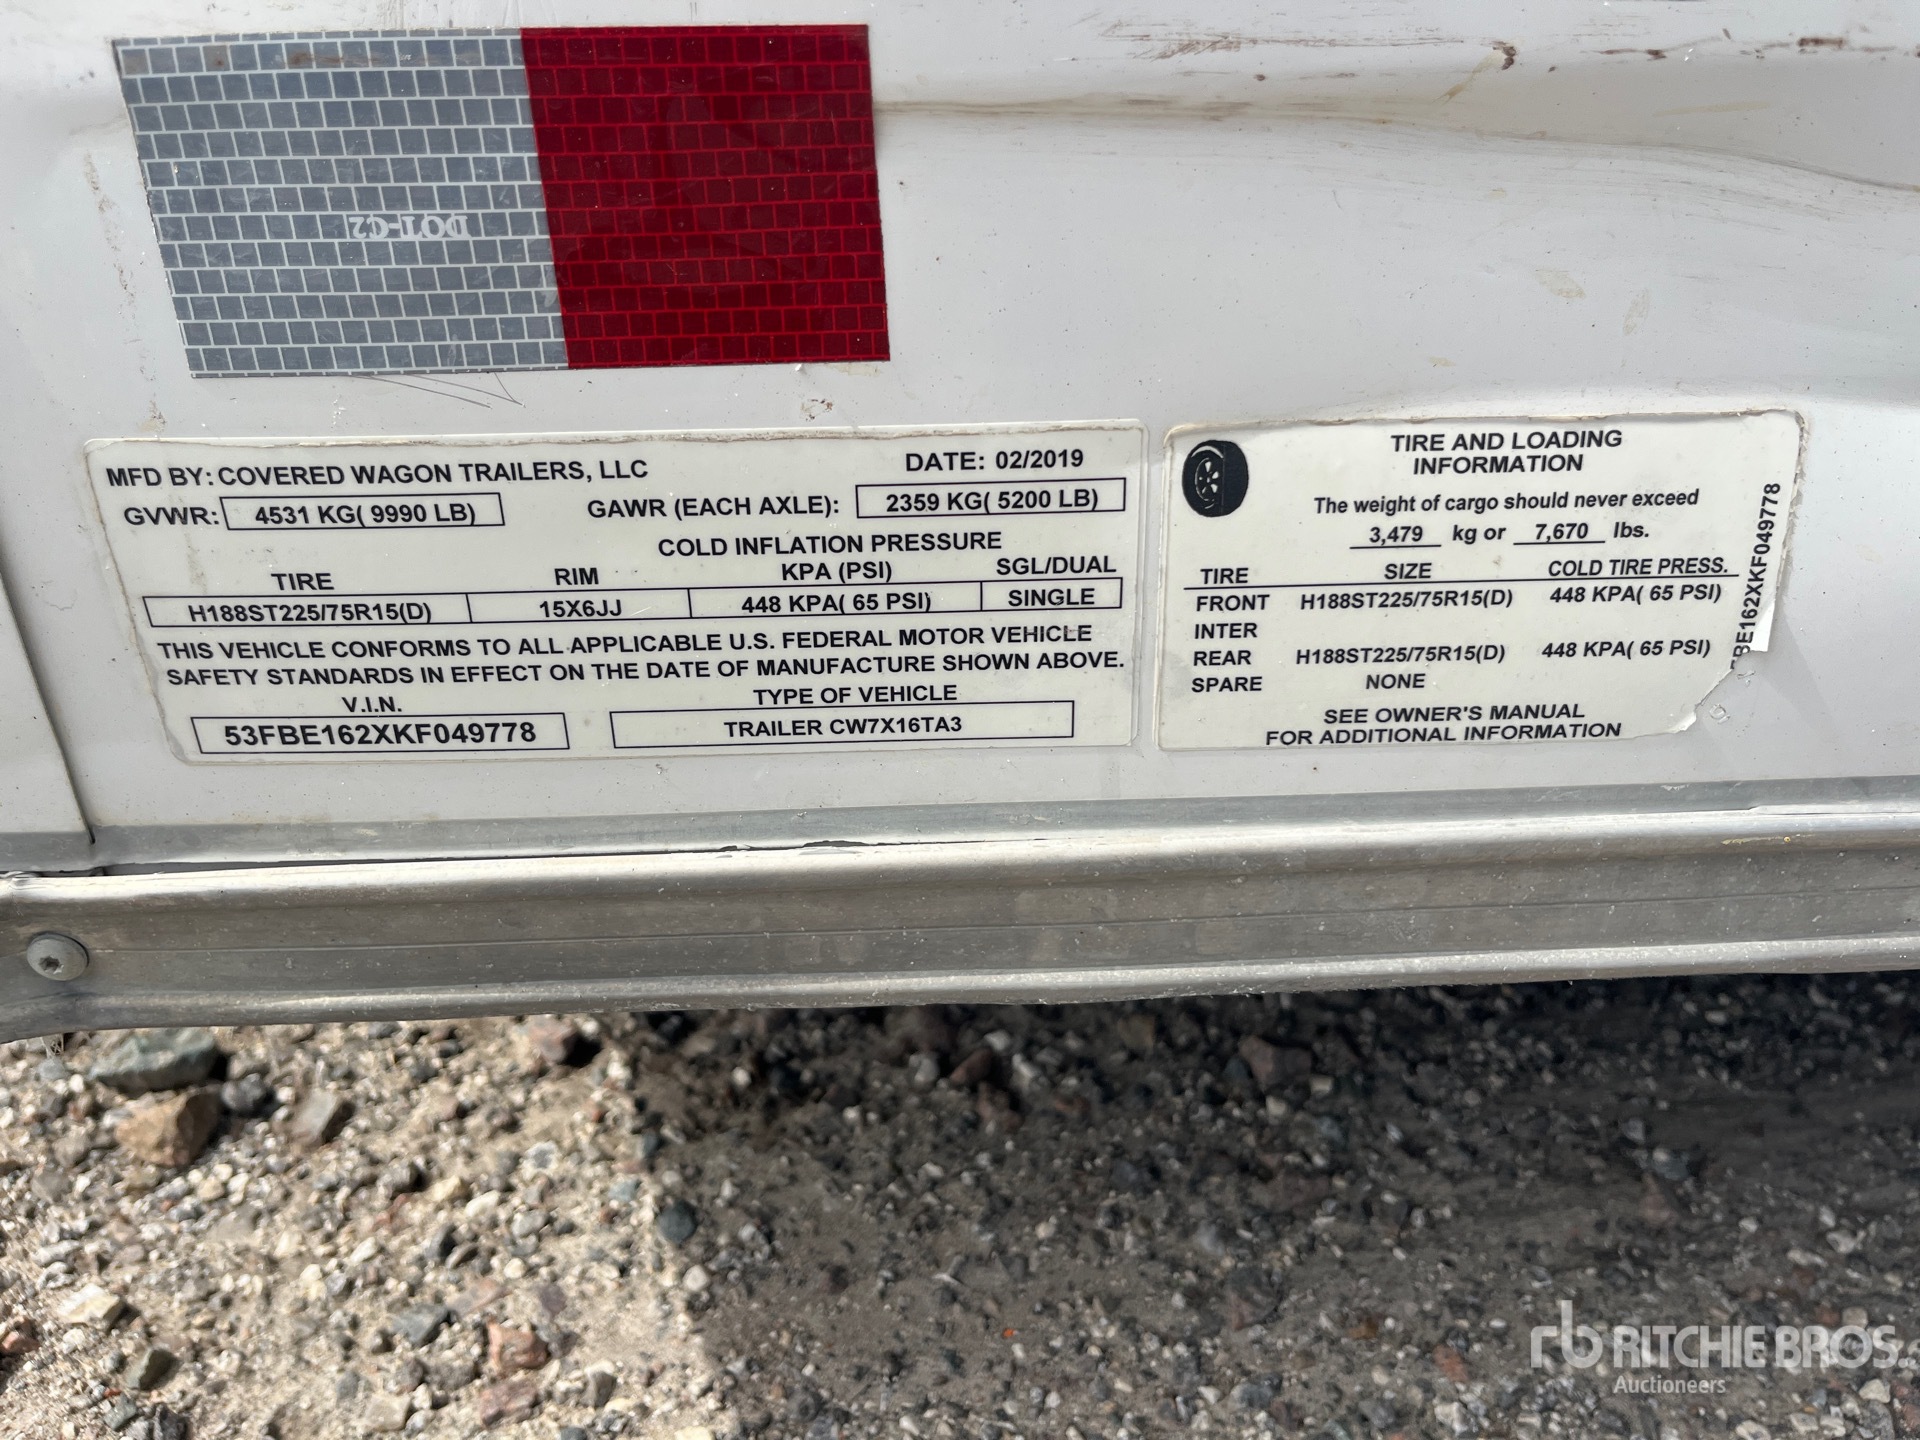 DOT-C2
MFD BY: COVERED WAGON TRAILERS, LLC DATE: 02/2019
GVWR: 4531 KG( 9990 LB) GAWR (EACH AXLE): 2359 KG( 5200 LB)
COLD INFLATION PRESSURE
TIRE RIM KPA (PSI) SGL/DUAL
H188ST225/75R15(D) 15X6JJ 448 KPA( 65 PSI) SINGLE
THIS VEHICLE CONFORMS TO ALL APPLICABLE U.S. FEDERAL MOTOR VEHICLE
SAFETY STANDARDS IN EFFECT ON THE DATE OF MANUFACTURE SHOWN ABOVE.
V.I.N. TYPE OF VEHICLE
53FBE162XKF049778 TRAILER CW7X16TA3
TIRE AND LOADING
INFORMATION
The weight of cargo should never exceed
3,479 kg or 7,670 lbs.
TIRE SIZE COLD TIRE PRESS.
FRONT H188ST225/75R15(D) 448 KPA( 65 PSI)
INTER
REAR H188ST225/75R15(D) 448 KPA( 65 PSI)
SPARE NONE
SEE OWNER'S MANUAL
FOR ADDITIONAL INFORMATION
BE162XKF049778
rb RITCHIE BROS.
Auctioneers